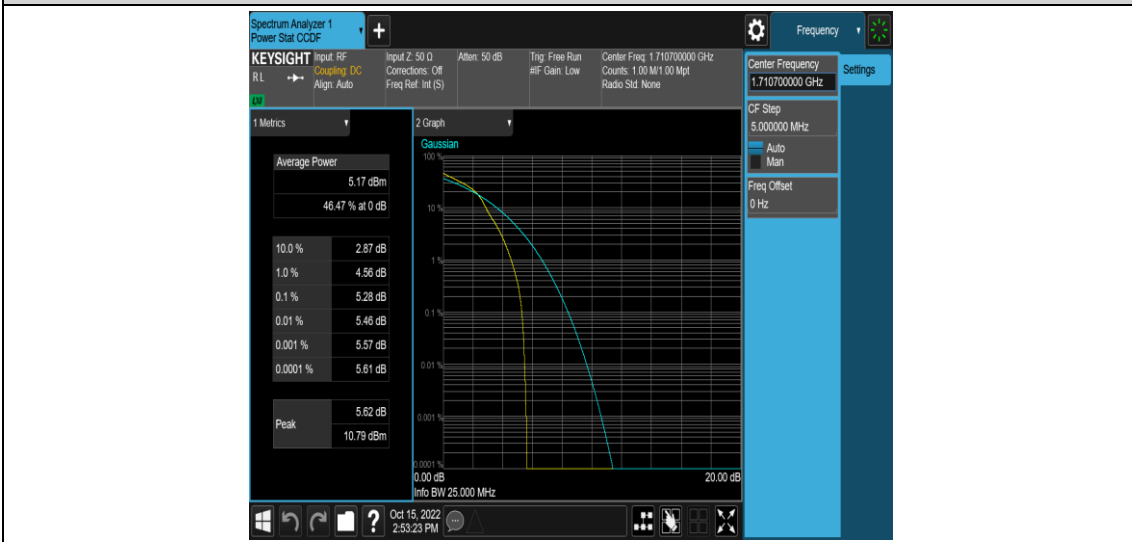 Spectrum Analyzer 1
Power Stat CCDF
+
Frequency
KEYSIGHT
RL
LXI
Input: RF
Coupling: DC
Align: Auto
Input Z: 50 Ω
Corrections: Off
Freq Ref: Int (S)
Atten: 50 dB
Trig: Free Run
#IF Gain: Low
Center Freq: 1.710700000 GHz
Counts: 1.00 M/1.00 Mpt
Radio Std: None
Center Frequency
1.710700000 GHz
Settings
CF Step
5.000000 MHz
Auto
Man
Freq Offset
0 Hz
1 Metrics
Average Power
5.17 dBm
46.47 % at 0 dB
10.0 % 2.87 dB
1.0 % 4.56 dB
0.1 % 5.28 dB
0.01 % 5.46 dB
0.001 % 5.57 dB
0.0001 % 5.61 dB
Peak
5.62 dB
10.79 dBm
2 Graph
Gaussian
100 %
10 %
1 %
0.1 %
0.01 %
0.001 %
0.0001 %
0.00 dB 20.00 dB
Info BW 25.000 MHz
?
Oct 15, 2022
2:53:23 PM